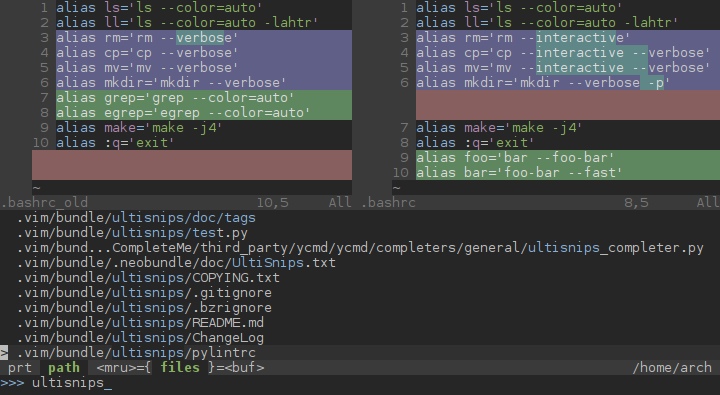 1 alias ls='ls --color=auto'
2 alias ll='ls --color=auto -lahtr'
3 alias rm='rm --verbose'
4 alias cp='cp --verbose'
5 alias mv='mv --verbose'
6 alias mkdir='mkdir --verbose'
7 alias grep='grep --color=auto'
8 alias egrep='egrep --color=auto'
9 alias make='make -j4'
10 alias :q='exit'
~
.bashrc_old 10,5 All
1 alias ls='ls --color=auto'
2 alias ll='ls --color=auto -lahtr'
3 alias rm='rm --interactive'
4 alias cp='cp --interactive --verbose'
5 alias mv='mv --interactive --verbose'
6 alias mkdir='mkdir --verbose -p'
7 alias make='make -j4'
8 alias :q='exit'
9 alias foo='bar --foo-bar'
10 alias bar='foo-bar --fast'
~
.bashrc 8,5 All
.vim/bundle/ultisnips/doc/tags
.vim/bundle/ultisnips/test.py
.vim/bund...CompleteMe/third_party/ycmd/ycmd/completers/general/ultisnips_completer.py
.vim/bundle/.neobundle/doc/UltiSnips.txt
.vim/bundle/ultisnips/COPYING.txt
.vim/bundle/ultisnips/.gitignore
.vim/bundle/ultisnips/.bzrignore
.vim/bundle/ultisnips/README.md
.vim/bundle/ultisnips/ChangeLog
> .vim/bundle/ultisnips/pylintrc
prt path <mru>={ files }=<buf> /home/arch
>>> ultisnips_